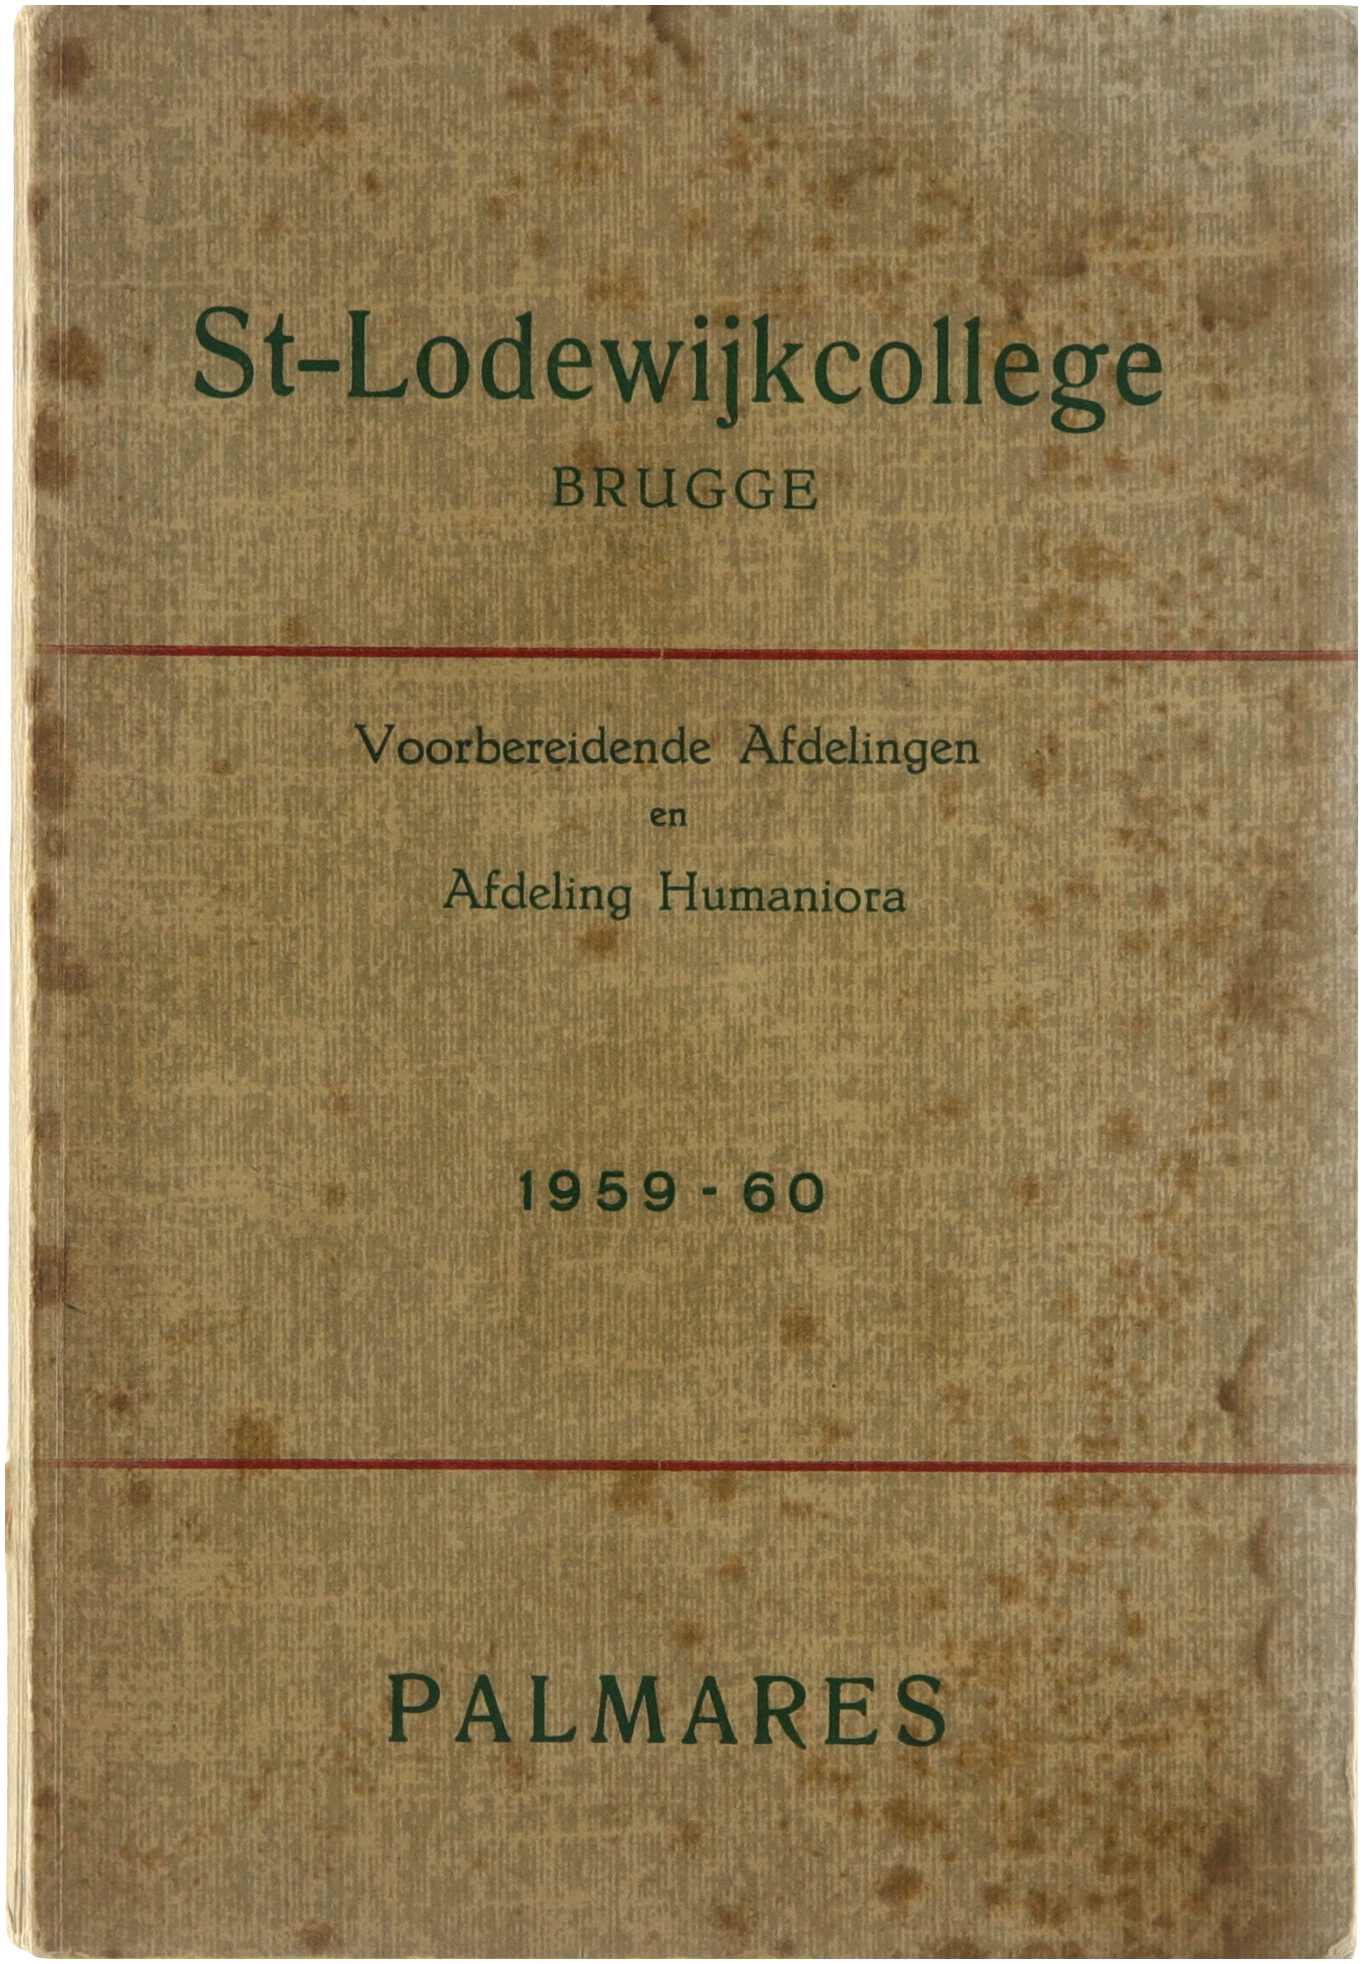 St-Lodewijkcollege
BRUGGE
Voorbereidende Afdelingen
en
Afdeling Humaniora
1959 - 60
PALMARES